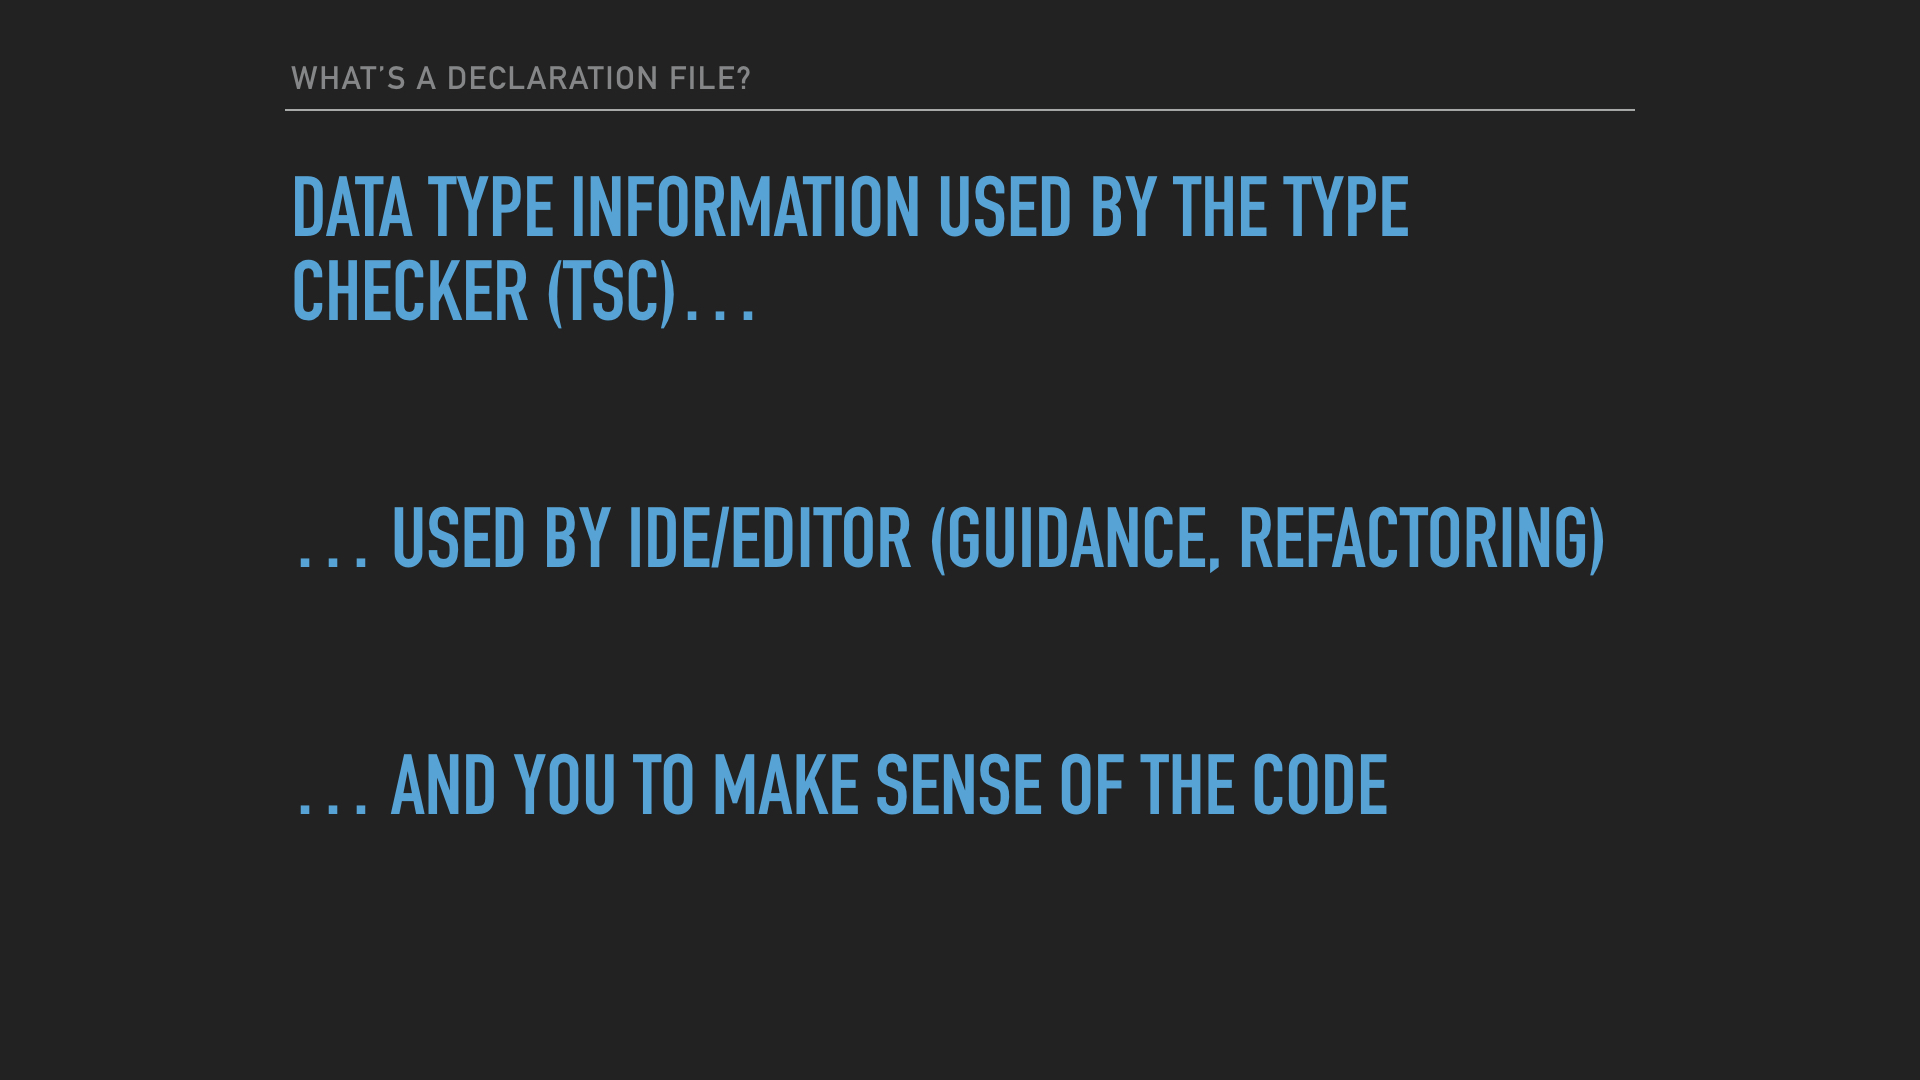 WHAT’S A DECLARATION FILE?
DATA TYPE INFORMATION USED BY THE TYPE
CHECKER (TSC)...
... USED BY IDE/EDITOR (GUIDANCE, REFACTORING)
... AND YOU TO MAKE SENSE OF THE CODE